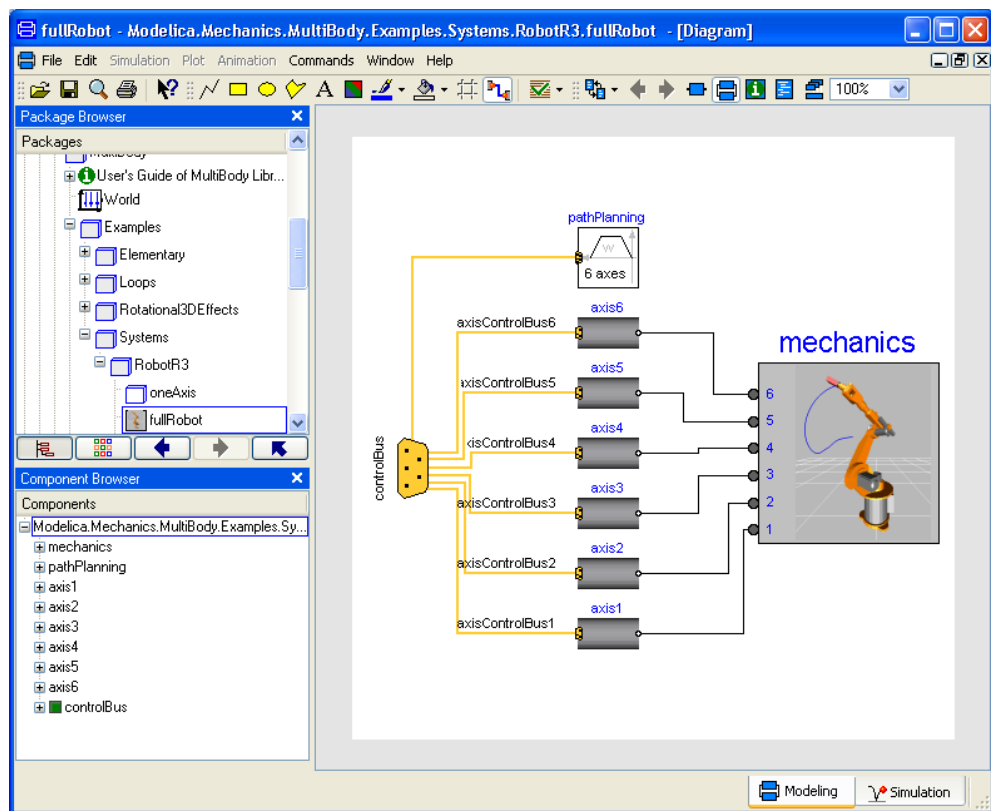 fullRobot - Modelica.Mechanics.MultiBody.Examples.Systems.RobotR3.fullRobot - [Diagram]
File Edit Simulation Plot Animation Commands Window Help
A 100%
Package Browser
Packages
MultiBody
User's Guide of MultiBody Libr...
World
Examples
Elementary
Loops
Rotational3DEffects
Systems
RobotR3
oneAxis
fullRobot
Component Browser
Components
Modelica.Mechanics.MultiBody.Examples.Sy...
mechanics
pathPlanning
axis1
axis2
axis3
axis4
axis5
axis6
controlBus
pathPlanning
w
6 axes
axis6
axisControlBus6
axis5
xisControlBus5
axis4
xisControlBus4
axis3
axisControlBus3
axis2
axisControlBus2
axis1
axisControlBus1
controlBus
mechanics
6
5
4
3
2
1
Modeling Simulation